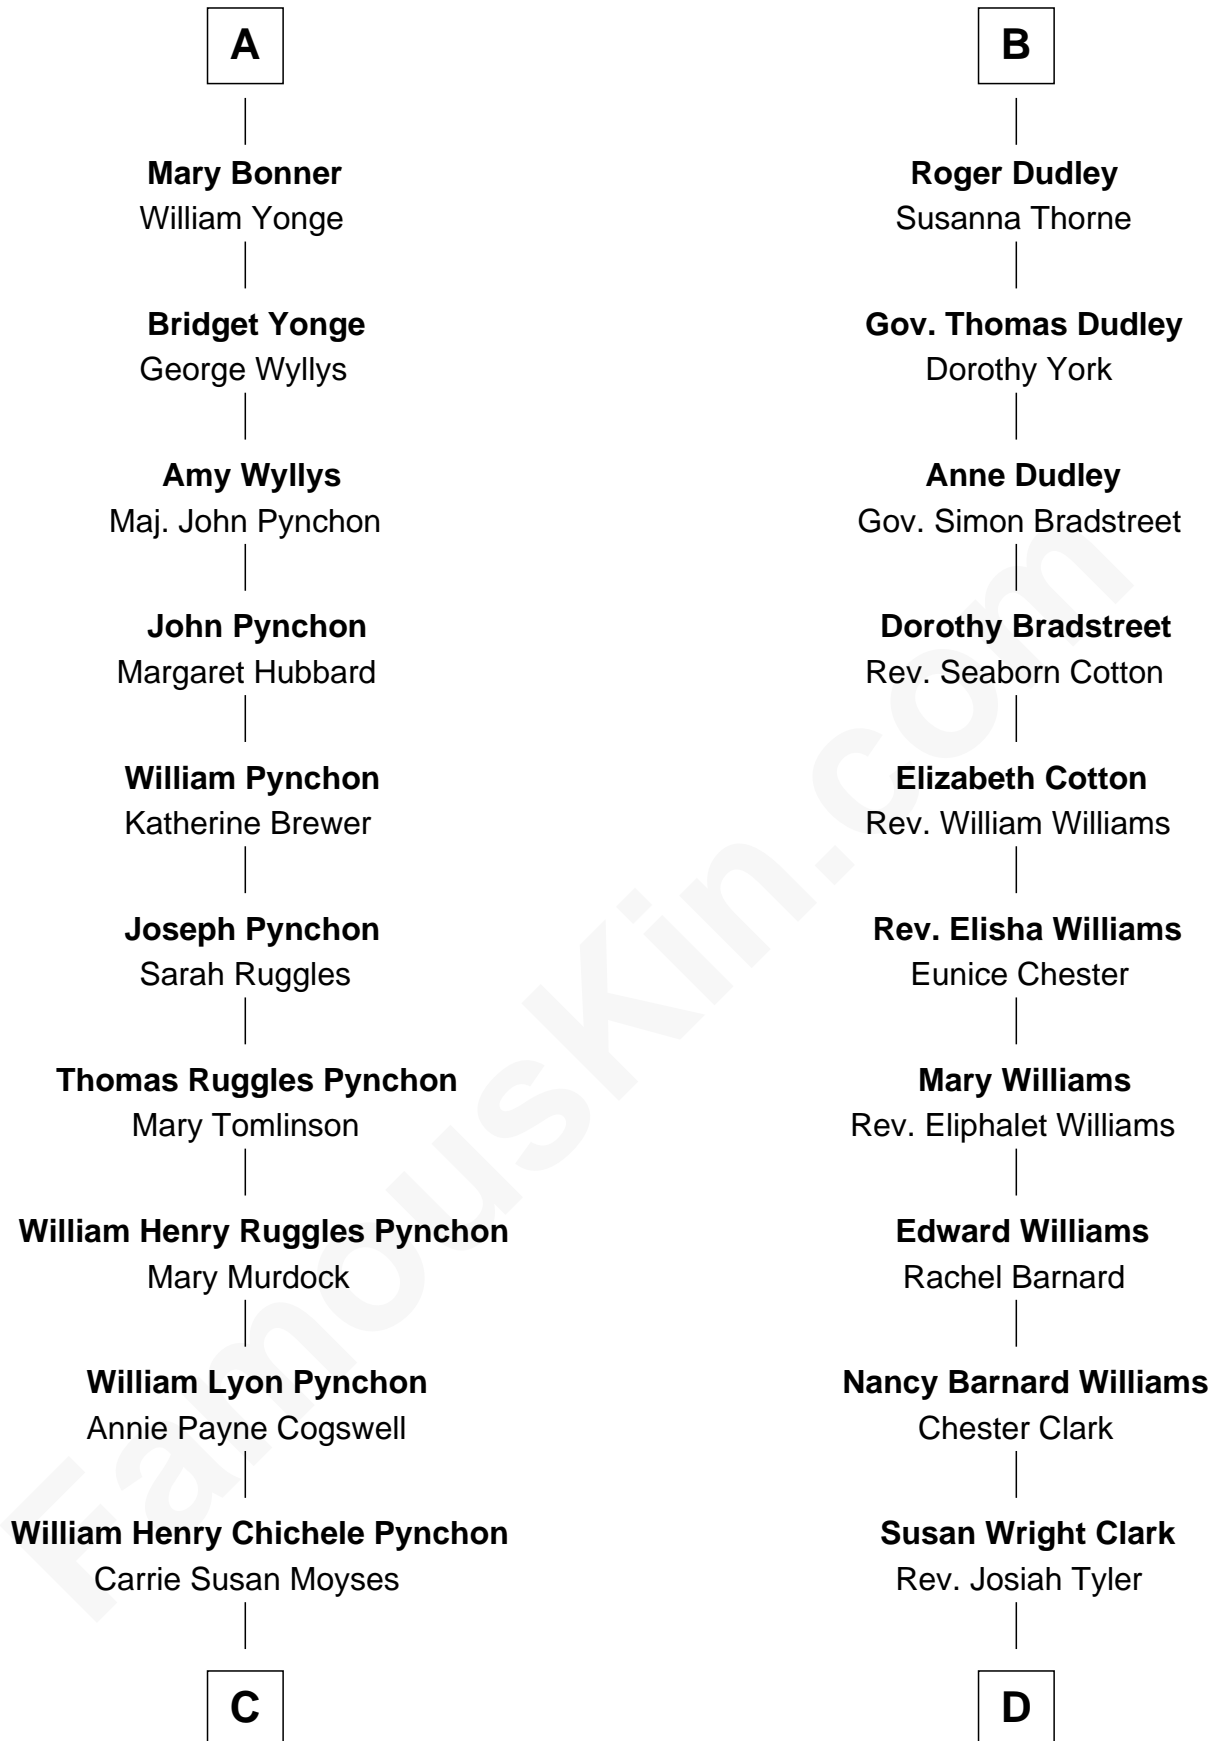 A
Mary Bonner
William Yonge
Bridget Yonge
George Wyllys
Amy Wyllys
Maj. John Pynchon
John Pynchon
Margaret Hubbard
William Pynchon
Katherine Brewer
Joseph Pynchon
Sarah Ruggles
Thomas Ruggles Pynchon
Mary Tomlinson
William Henry Ruggles Pynchon
Mary Murdock
William Lyon Pynchon
Annie Payne Cogswell
William Henry Chichele Pynchon
Carrie Susan Moyses
C
B
Roger Dudley
Susanna Thorne
Gov. Thomas Dudley
Dorothy York
Anne Dudley
Gov. Simon Bradstreet
Dorothy Bradstreet
Rev. Seaborn Cotton
Elizabeth Cotton
Rev. William Williams
Rev. Elisha Williams
Eunice Chester
Mary Williams
Rev. Eliphalet Williams
Edward Williams
Rachel Barnard
Nancy Barnard Williams
Chester Clark
Susan Wright Clark
Rev. Josiah Tyler
D
FamousKin.com